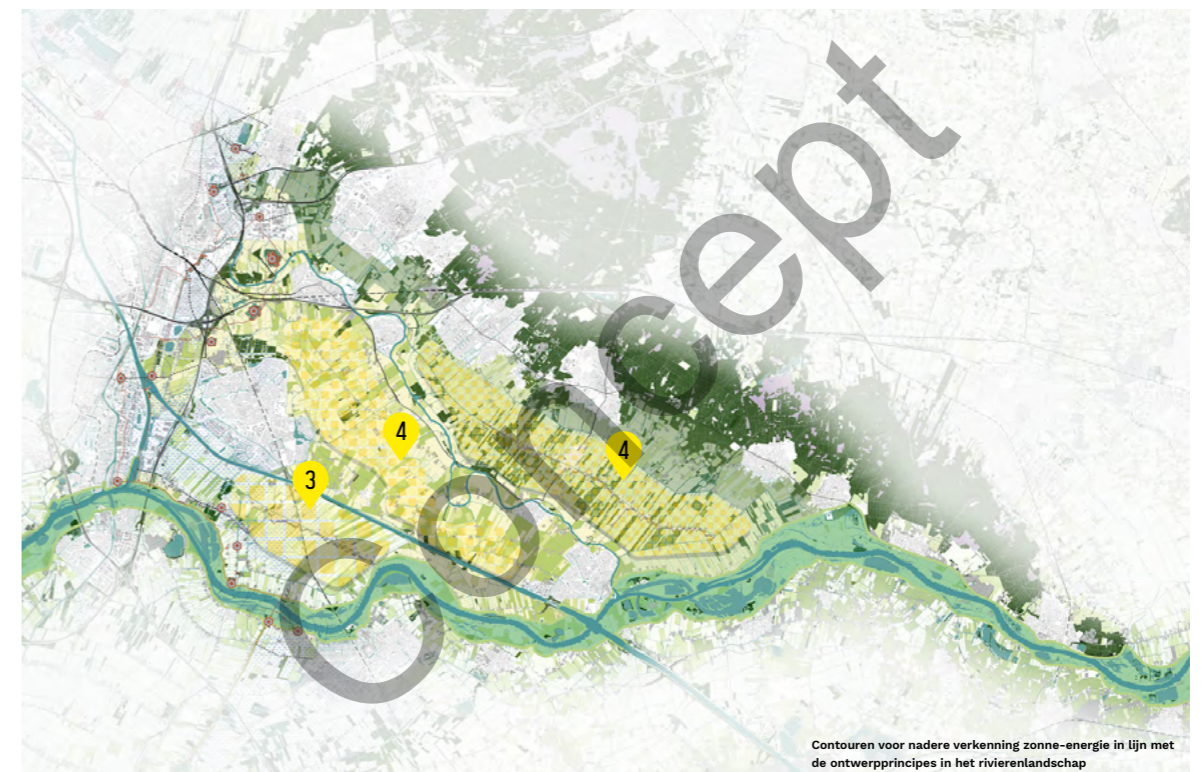 Concept
4
4
3
Contouren voor nadere verkenning zonne-energie in lijn met
de ontwerpprincipes in het rivierenlandschap